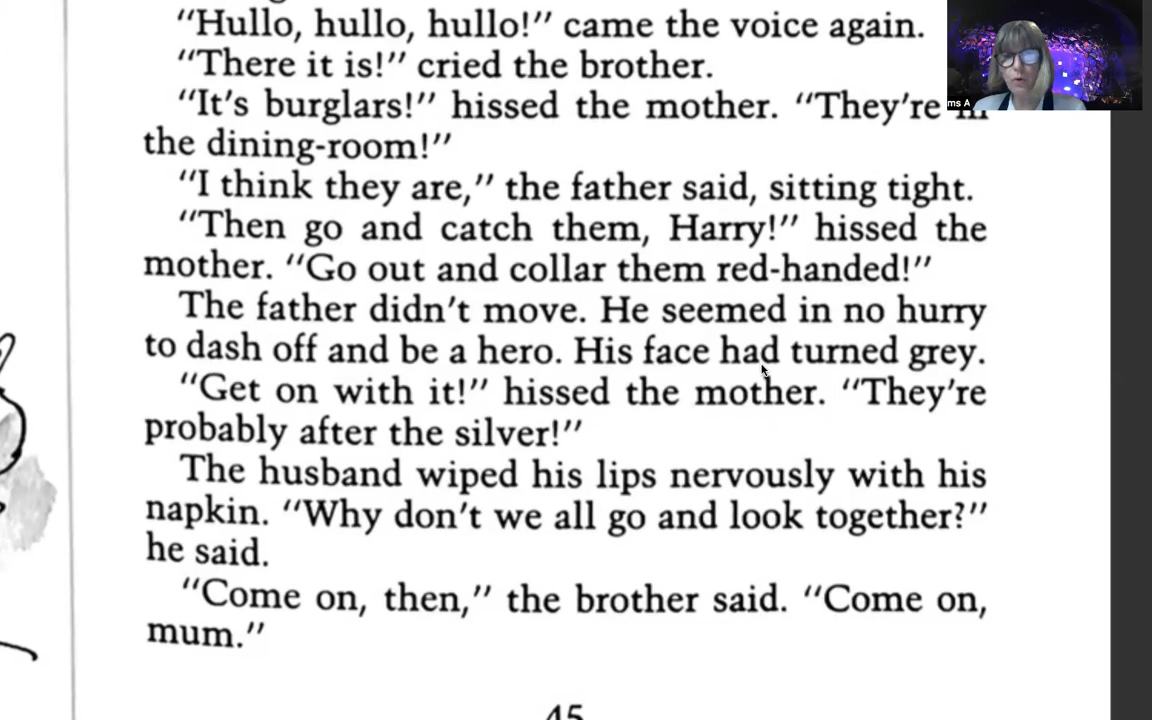 "Hullo, hullo, hullo!" came the voice again.
"There it is!" cried the brother.
"It's burglars!" hissed the mother. "They're in
the dining-room!"
"I think they are," the father said, sitting tight.
"Then go and catch them, Harry!" hissed the
mother. "Go out and collar them red-handed!"
The father didn't move. He seemed in no hurry
to dash off and be a hero. His face had turned grey.
"Get on with it!" hissed the mother. "They're
probably after the silver!"
The husband wiped his lips nervously with his
napkin. "Why don't we all go and look together?"
he said.
"Come on, then," the brother said. "Come on,
mum."
45
ms A